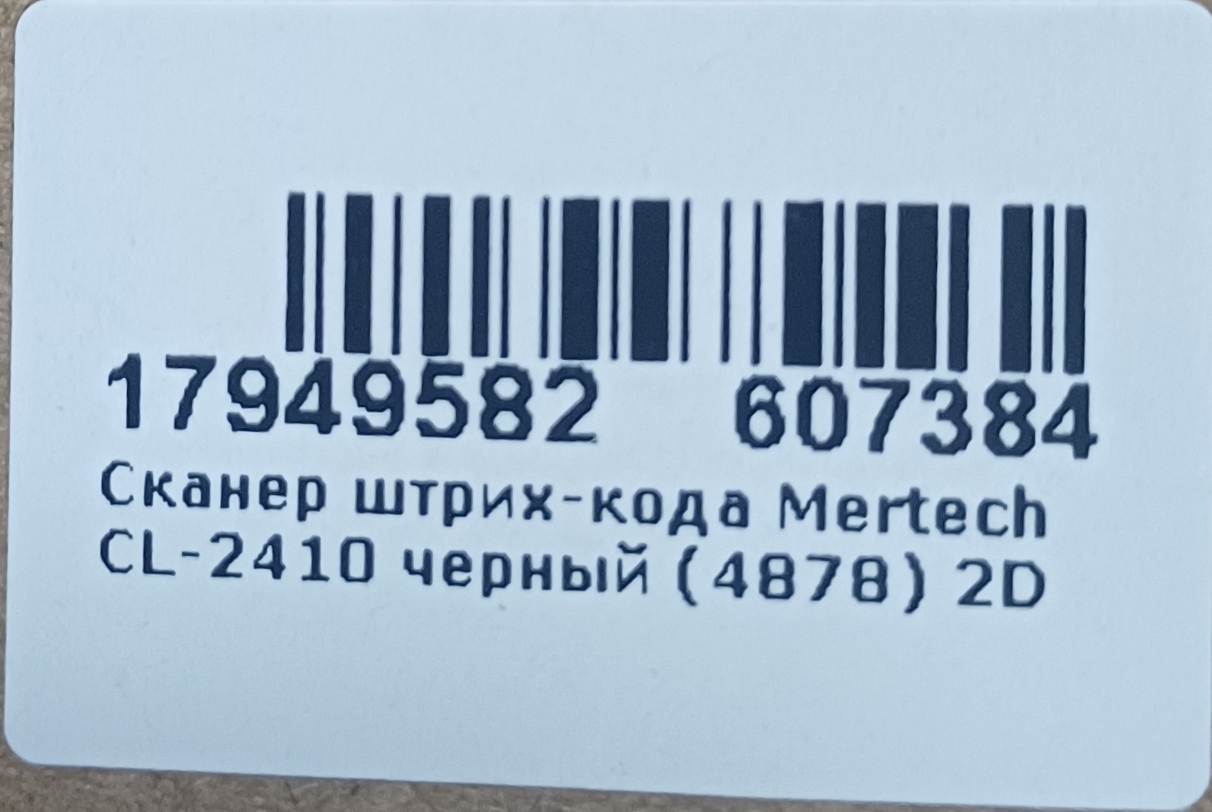 17949582 607384
Сканер штрих-кода Mertech
CL-2410 черный (4878) 2D